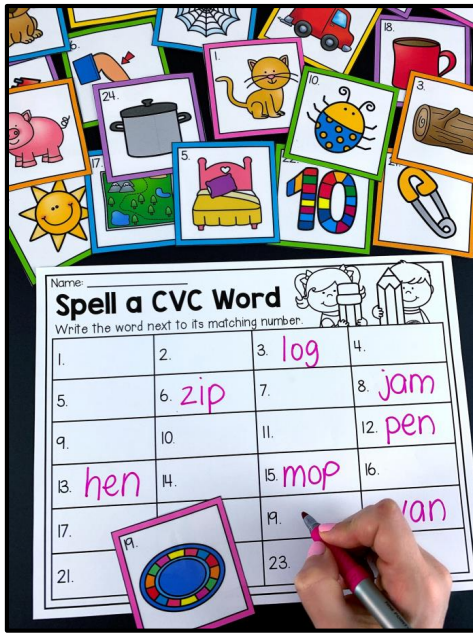 6.
18.
1.
24.
10.
3.
17.
5.
10
Name:
Spell a CVC Word
Write the word next to its matching number.
1. 2. 3. log 4.
5. 6. zip 7. 8. jam
9. 10. 11. 12. pen
13. hen 14. 15. mop 16.
17. 19. van
19.
21. 23.